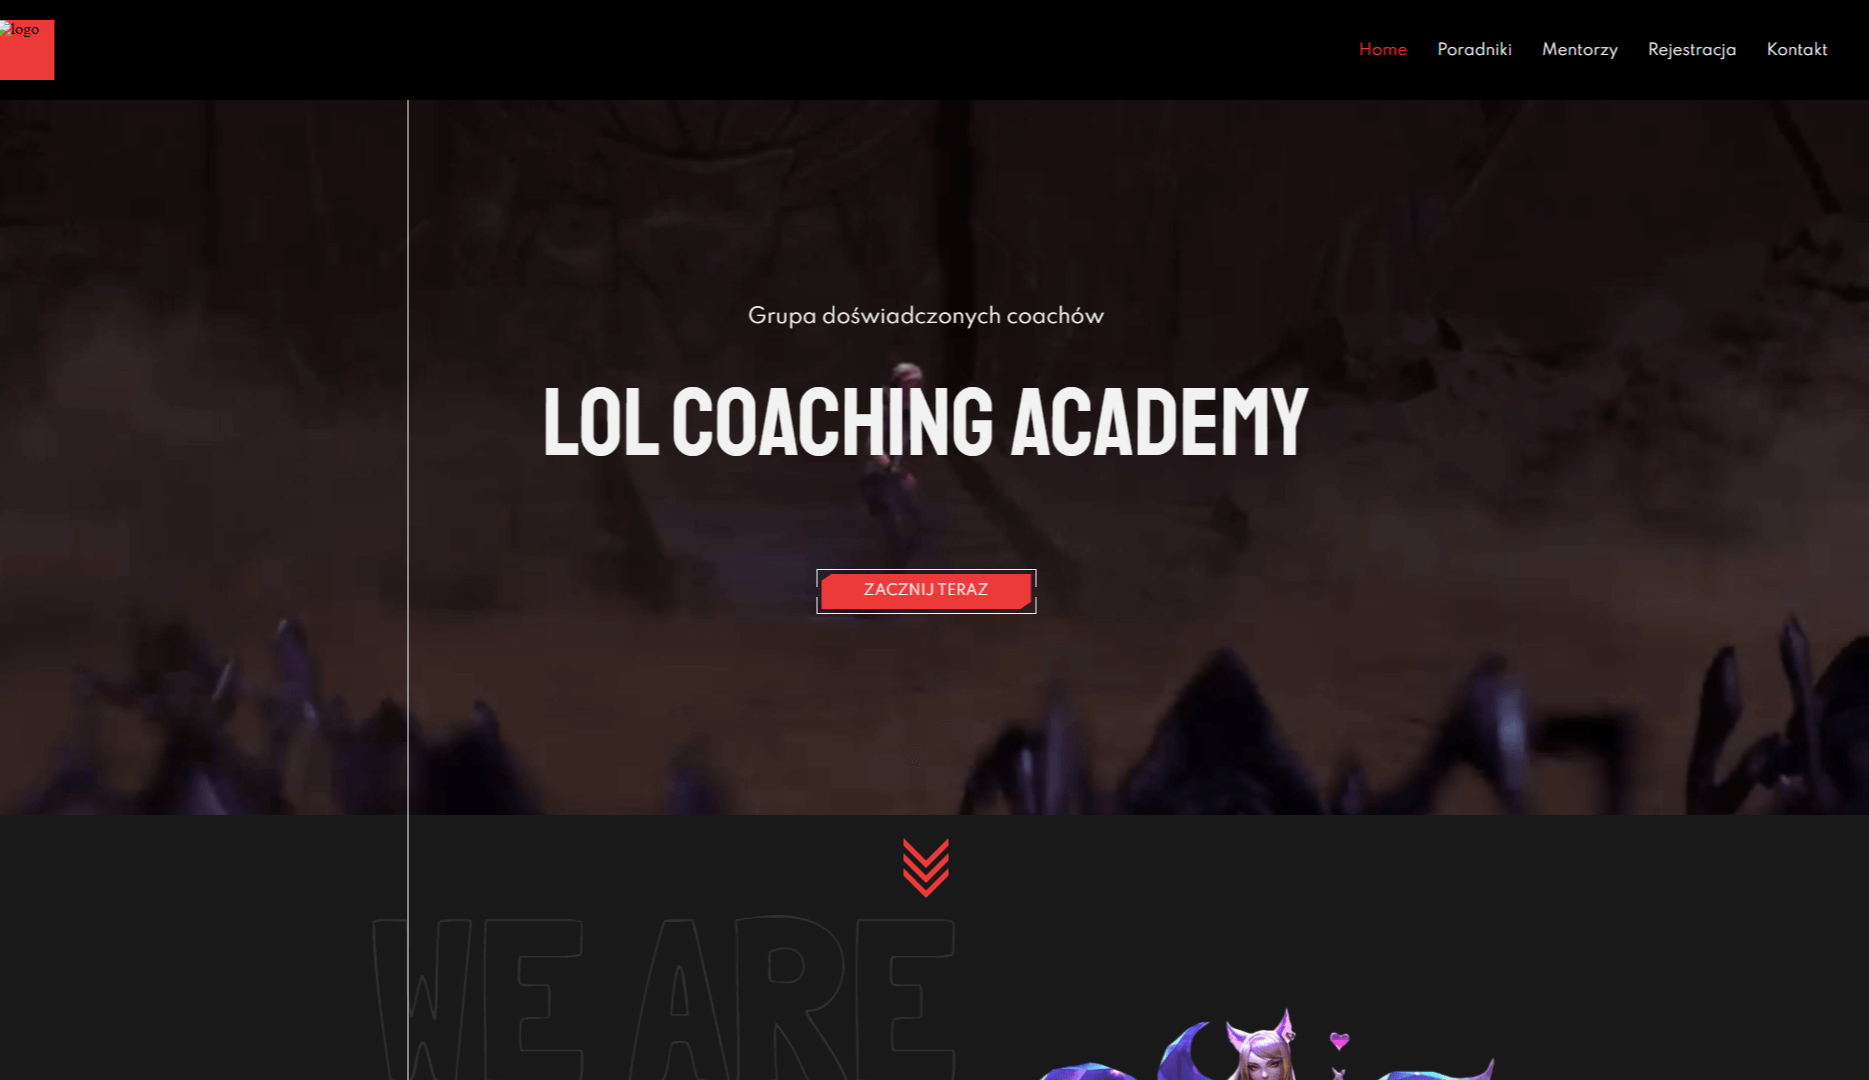 logo
Home Poradniki Mentorzy Rejestracja Kontakt
Grupa doświadczonych coachów
LOL COACHING ACADEMY
ZACZNIJ TERAZ
WE ARE